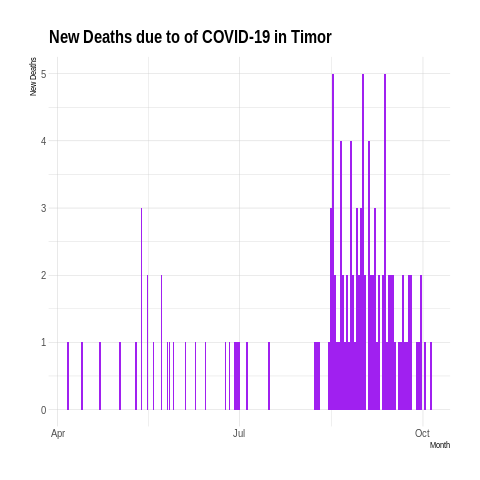 New Deaths due to of COVID-19 in Timor
New Deaths
5
4
3
2
1
0
Apr
Jul
Oct
Month